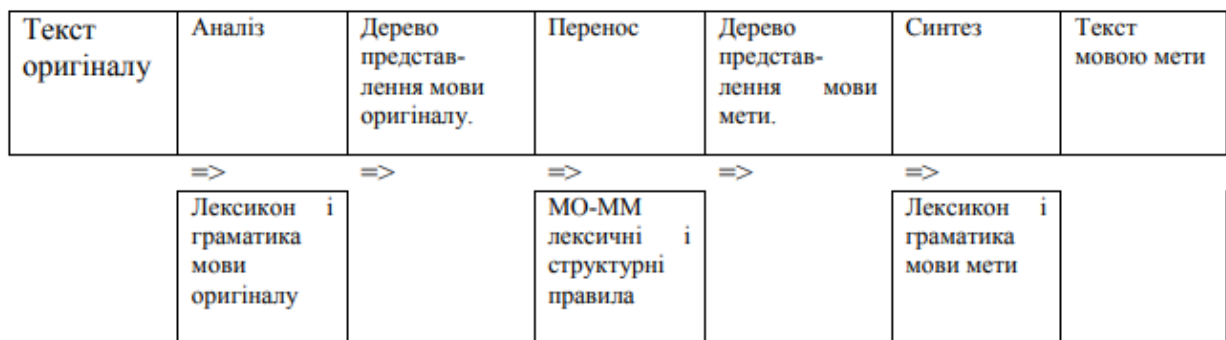 Текст
оригіналу
Аналіз
Дерево
представ-
лення мови
оригіналу.
Перенос
Дерево
представ-
лення мови
мети.
Синтез
Текст
мовою мети
=> => => => =>
Лексикон і
граматика
мови
оригіналу
МО-ММ
лексичні і
структурні
правила
Лексикон і
граматика
мови мети